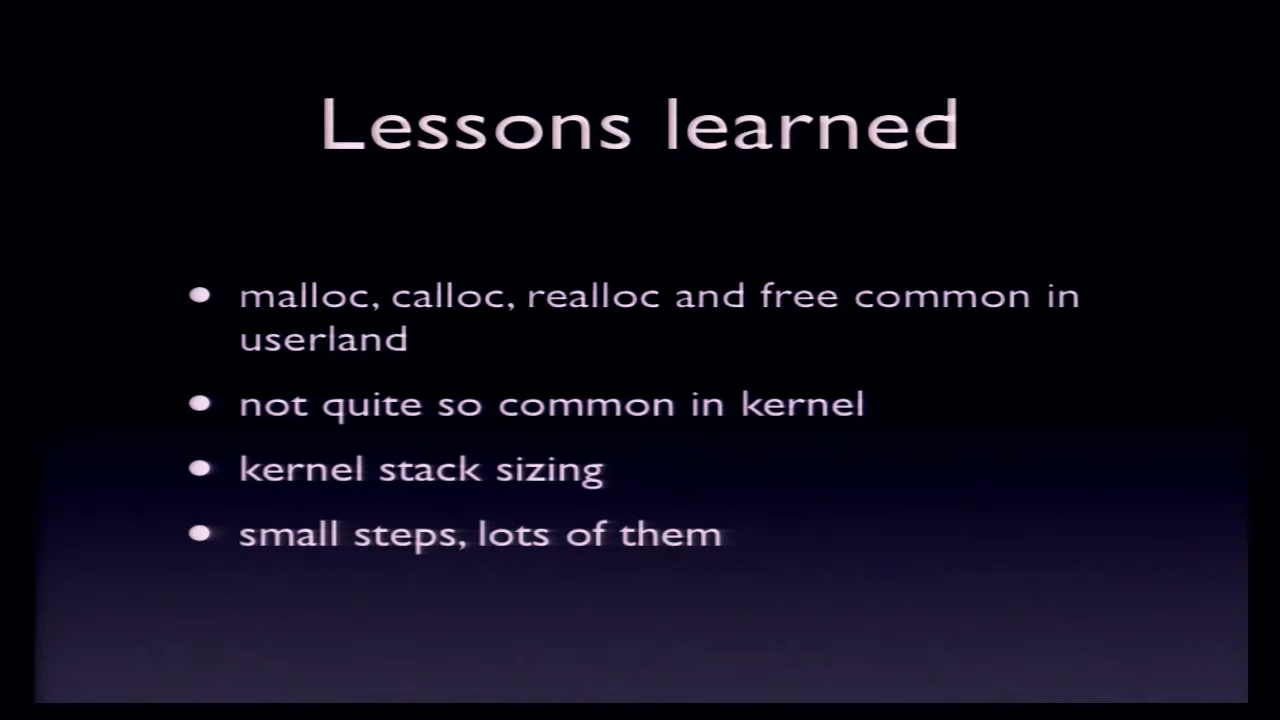 Lessons learned
• malloc, calloc, realloc and free common in
userland
• not quite so common in kernel
• kernel stack sizing
• small steps, lots of them